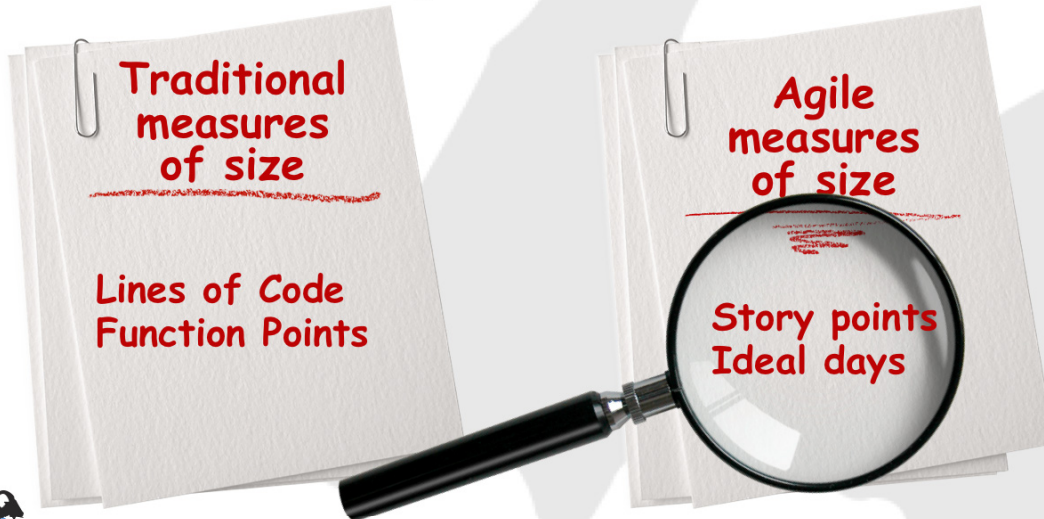 Traditional
measures
of size
Lines of Code
Function Points
Agile
measures
of size
Story points
Ideal days